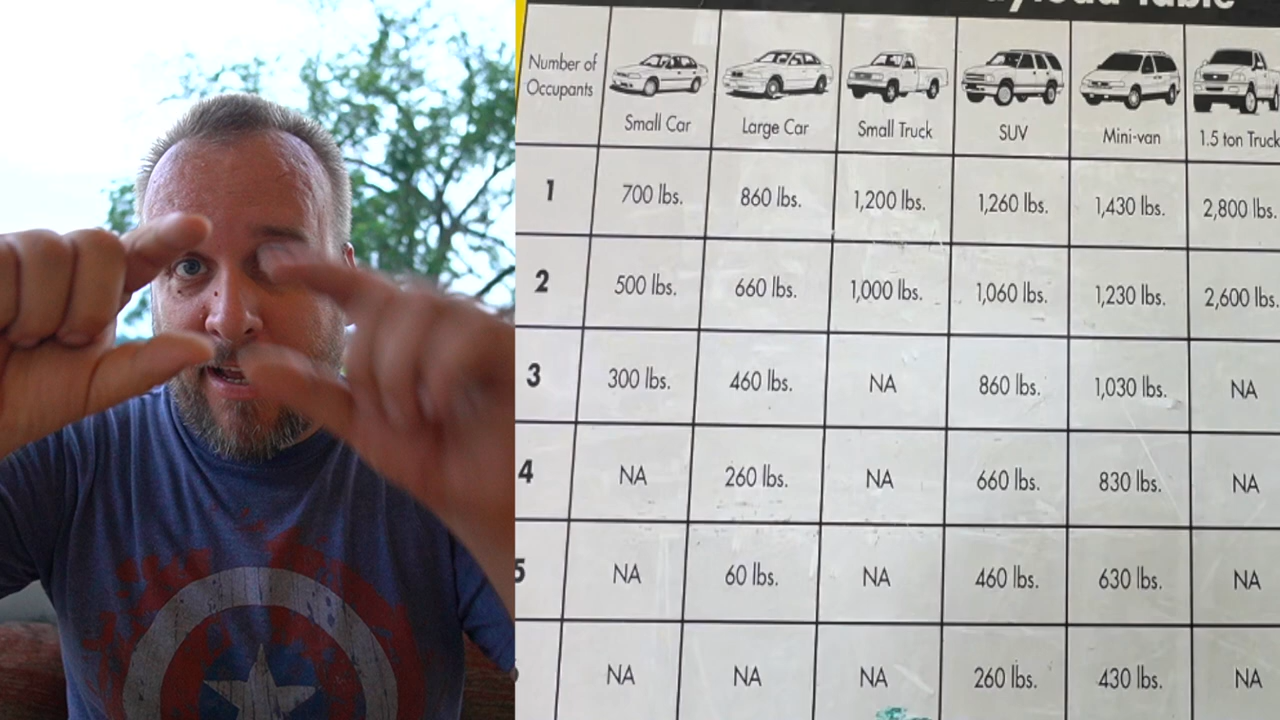 Table
Number of
Occupants
Small Car
Large Car
Small Truck
SUV
Mini-van
1.5 ton Truck
1 700 lbs. 860 lbs. 1,200 lbs. 1,260 lbs. 1,430 lbs. 2,800 lbs.
2 500 lbs. 660 lbs. 1,000 lbs. 1,060 lbs. 1,230 lbs. 2,600 lbs.
3 300 lbs. 460 lbs. NA 860 lbs. 1,030 lbs. NA
4 NA 260 lbs. NA 660 lbs. 830 lbs. NA
5 NA 60 lbs. NA 460 lbs. 630 lbs. NA
NA NA NA 260 lbs. 430 lbs. NA